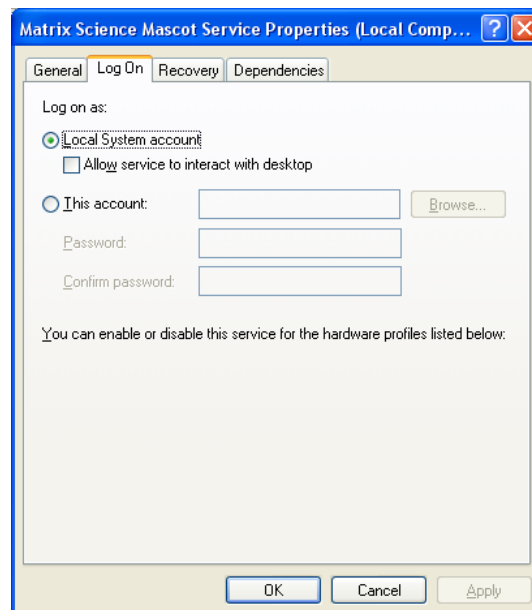 Matrix Science Mascot Service Properties (Local Comp... ?
General Log On Recovery Dependencies
Log on as:
Local System account
Allow service to interact with desktop
This account: Browse...
Password:
Confirm password:
You can enable or disable this service for the hardware profiles listed below:
OK Cancel Apply